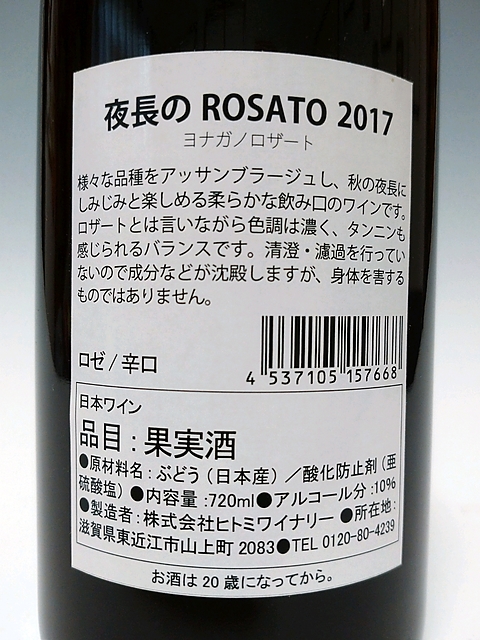 夜長の ROSATO 2017
ヨナガノロザート
様々な品種をアッサンブラージュし、秋の夜長に
しみじみと楽しめる柔らかな飲み口のワインです。
ロザートとは言いながら色調は濃く、タンニンも
感じられるバランスです。清澄・濾過を行ってい
ないので成分などが沈殿しますが、身体を害する
ものではありません。
ロゼ/辛口
4 537105 157668
日本ワイン
品目:果実酒
●原材料名:ぶどう(日本産)/酸化防止剤(亜
硫酸塩)●内容量:720ml●アルコール分:10%
●製造者:株式会社ヒトミワイナリー ●所在地:
滋賀県東近江市山上町 2083●TEL 0120-80-4239
お酒は 20 歳になってから。